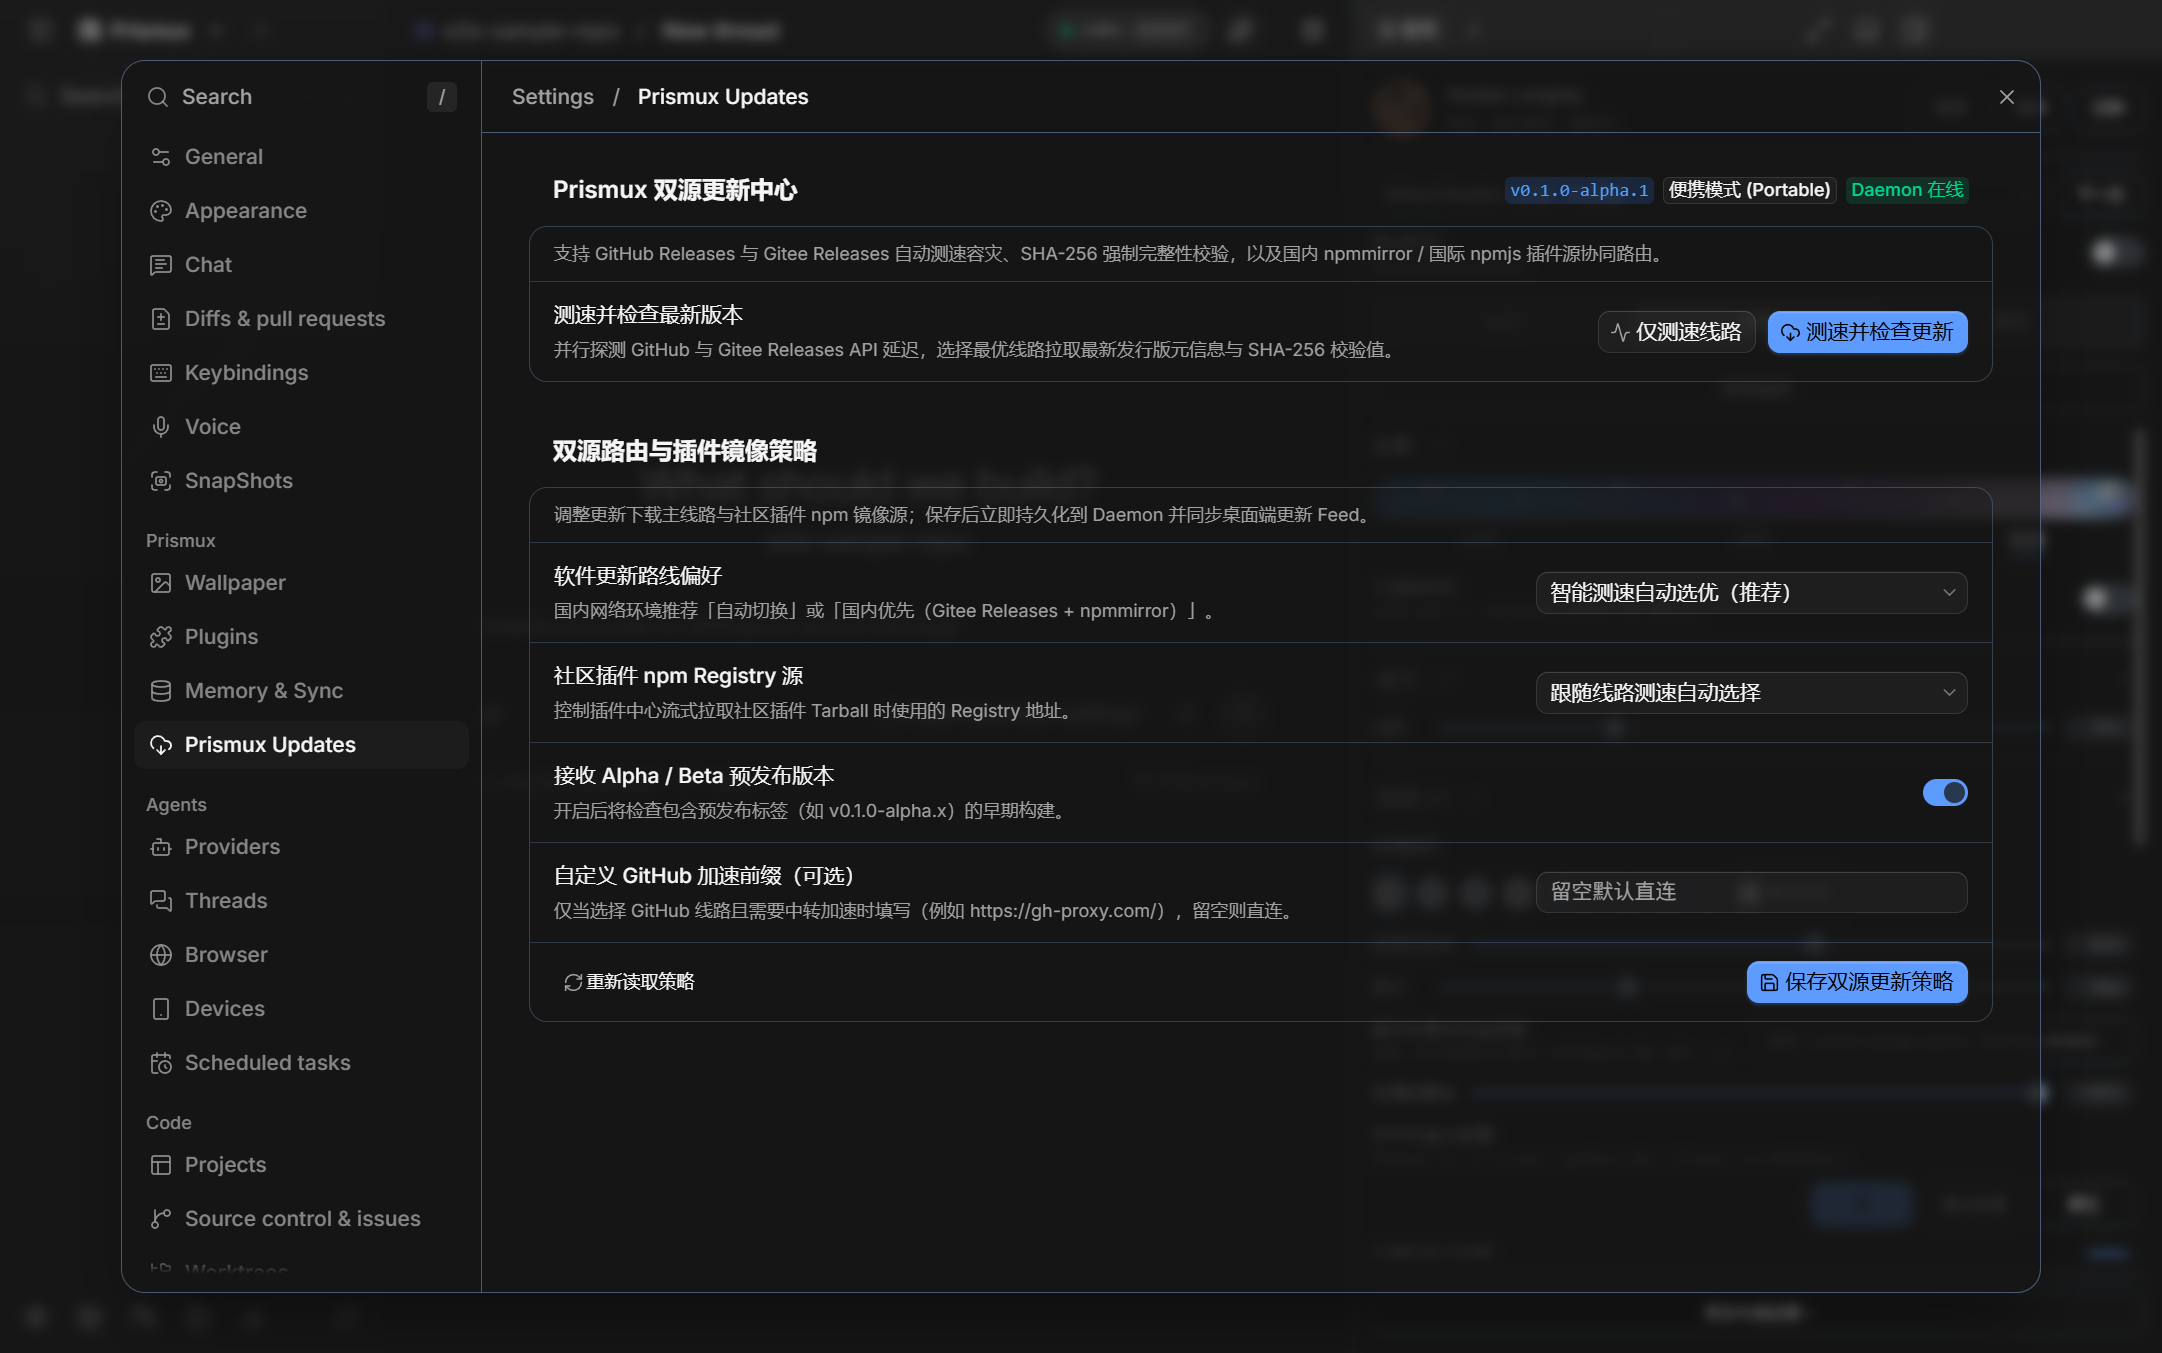 Prismux
New thread
Search
/
General
Appearance
Chat
Diffs & pull requests
Keybindings
Voice
SnapShots
Prismux
Wallpaper
Plugins
Memory & Sync
Prismux Updates
Agents
Providers
Threads
Browser
Devices
Scheduled tasks
Code
Projects
Source control & issues
Worktrees
Settings / Prismux Updates
Prismux 双源更新中心
v0.1.0-alpha.1 便携模式 (Portable) Daemon 在线
支持 GitHub Releases 与 Gitee Releases 自动测速容灾、SHA-256 强制完整性校验，以及国内 npmmirror / 国际 npmjs 插件源协同路由。
测速并检查最新版本
并行探测 GitHub 与 Gitee Releases API 延迟，选择最优线路拉取最新发行版元信息与 SHA-256 校验值。
仅测速线路
测速并检查更新
双源路由与插件镜像策略
What should we build?
调整更新下载主线路与社区插件 npm 镜像源；保存后立即持久化到 Daemon 并同步桌面端更新 Feed。
软件更新路线偏好
国内网络环境推荐「自动切换」或「国内优先（Gitee Releases + npmmirror）」。
智能测速自动选优（推荐）
社区插件 npm Registry 源
控制插件中心流式拉取社区插件 Tarball 时使用的 Registry 地址。
跟随线路测速自动选择
接收 Alpha / Beta 预发布版本
开启后将检查包含预发布标签（如 v0.1.0-alpha.x）的早期构建。
自定义 GitHub 加速前缀（可选）
仅当选择 GitHub 线路且需要中转加速时填写（例如 https://gh-proxy.com/），留空则直连。
留空默认直连
重新读取策略
保存双源更新策略